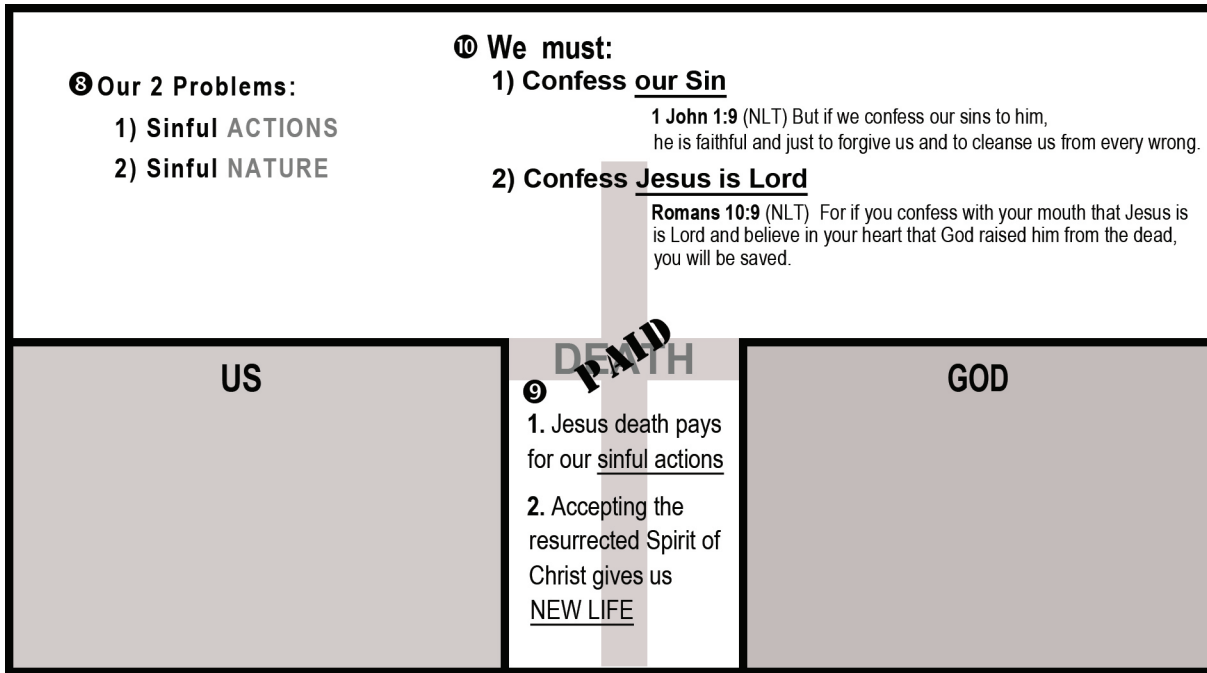 ❽Our 2 Problems:
1) Sinful ACTIONS
2) Sinful NATURE
❿ We must:
1) Confess our Sin
1 John 1:9 (NLT) But if we confess our sins to him,
he is faithful and just to forgive us and to cleanse us from every wrong.
2) Confess Jesus is Lord
Romans 10:9 (NLT) For if you confess with your mouth that Jesus is
is Lord and believe in your heart that God raised him from the dead,
you will be saved.
US
DEATH
PAID
❾
1. Jesus death pays
for our sinful actions
2. Accepting the
resurrected Spirit of
Christ gives us
NEW LIFE
GOD